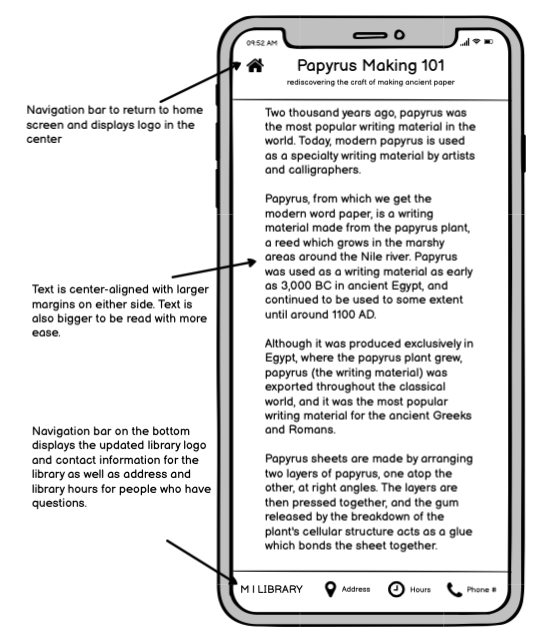 09:52 AM
Papyrus Making 101
rediscovering the craft of making ancient paper
Navigation bar to return to home
screen and displays logo in the
center
Two thousand years ago, papyrus was
the most popular writing material in the
world. Today, modern papyrus is used
as a specialty writing material by artists
and calligraphers.
Papyrus, from which we get the
modern word paper, is a writing
material made from the papyrus plant,
a reed which grows in the marshy
areas around the Nile river. Papyrus
was used as a writing material as early
as 3,000 BC in ancient Egypt, and
continued to be used to some extent
until around 1100 AD.
Text is center-aligned with larger
margins on either side. Text is
also bigger to be read with more
ease.
Although it was produced exclusively in
Egypt, where the papyrus plant grew,
papyrus (the writing material) was
exported throughout the classical
world, and it was the most popular
writing material for the ancient Greeks
and Romans.
Navigation bar on the bottom
displays the updated library logo
and contact information for the
library as well as address and
library hours for people who have
questions.
Papyrus sheets are made by arranging
two layers of papyrus, one atop the
other, at right angles. The layers are
then pressed together, and the gum
released by the breakdown of the
plant's cellular structure acts as a glue
which bonds the sheet together.
M I LIBRARY
Address
Hours
Phone #